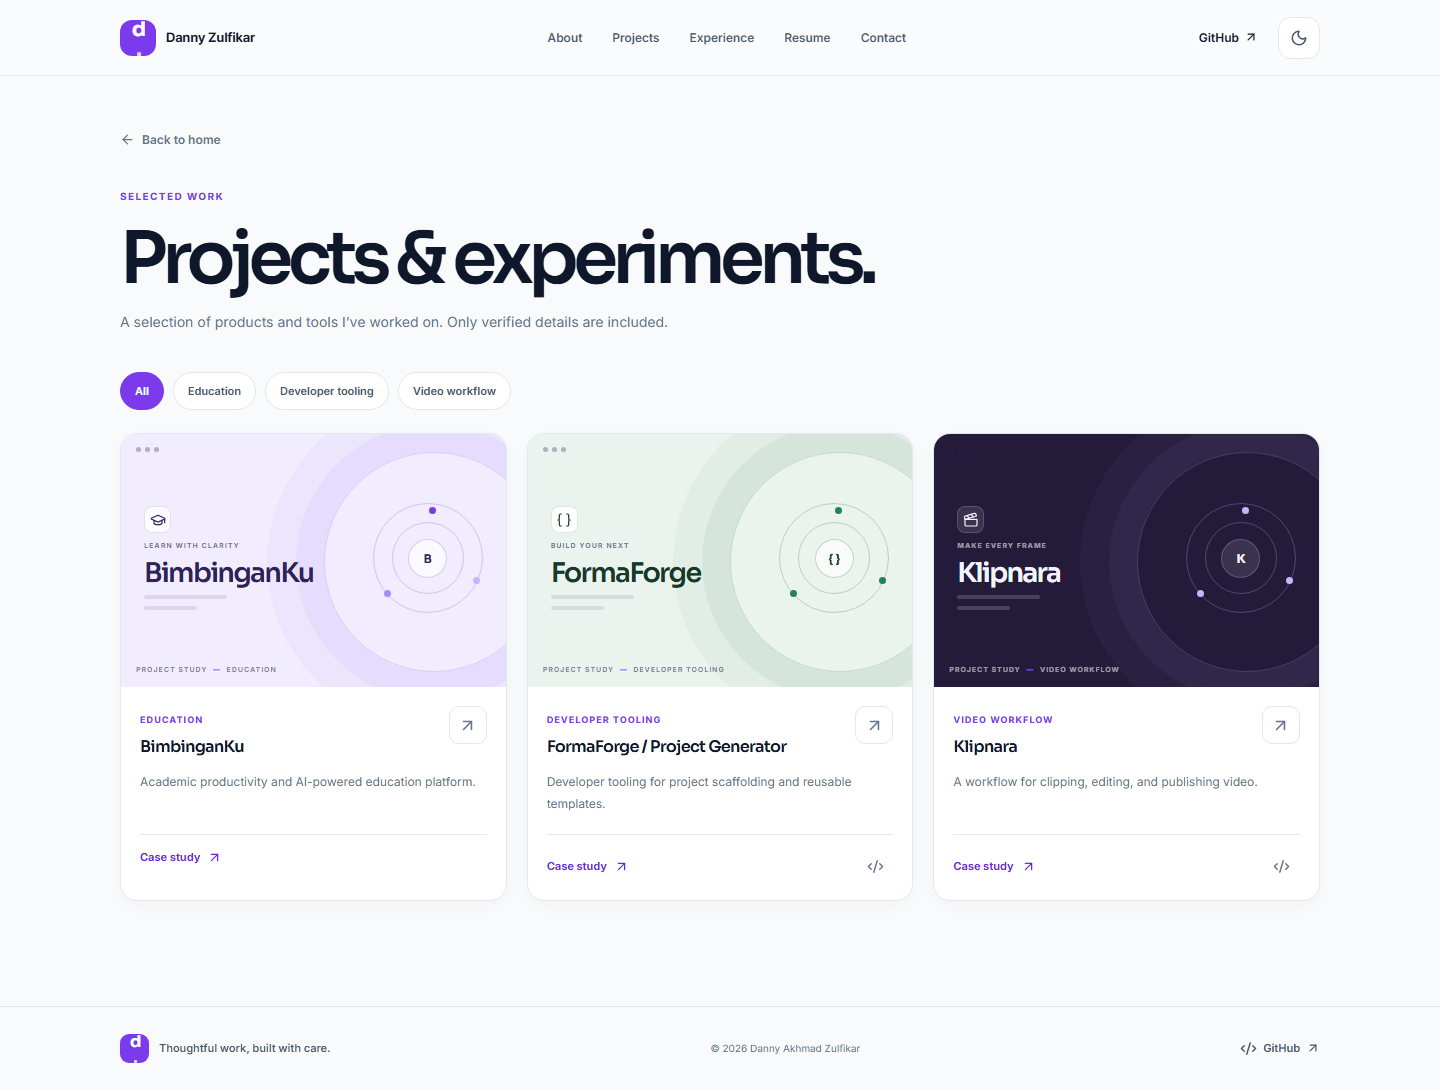 d
Danny Zulfikar
About
Projects
Experience
Resume
Contact
GitHub
Back to home
SELECTED WORK
Projects & experiments.
A selection of products and tools I’ve worked on. Only verified details are included.
All
Education
Developer tooling
Video workflow
LEARN WITH CLARITY
BimbinganKu
B
PROJECT STUDY — EDUCATION
EDUCATION
BimbinganKu
Academic productivity and AI-powered education platform.
Case study
{ }
BUILD YOUR NEXT
FormaForge
{ }
PROJECT STUDY — DEVELOPER TOOLING
DEVELOPER TOOLING
FormaForge / Project Generator
Developer tooling for project scaffolding and reusable
templates.
Case study
</>
MAKE EVERY FRAME
Klipnara
K
PROJECT STUDY — VIDEO WORKFLOW
VIDEO WORKFLOW
Klipnara
A workflow for clipping, editing, and publishing video.
Case study
</>
d
Thoughtful work, built with care.
© 2026 Danny Akhmad Zulfikar
</> GitHub